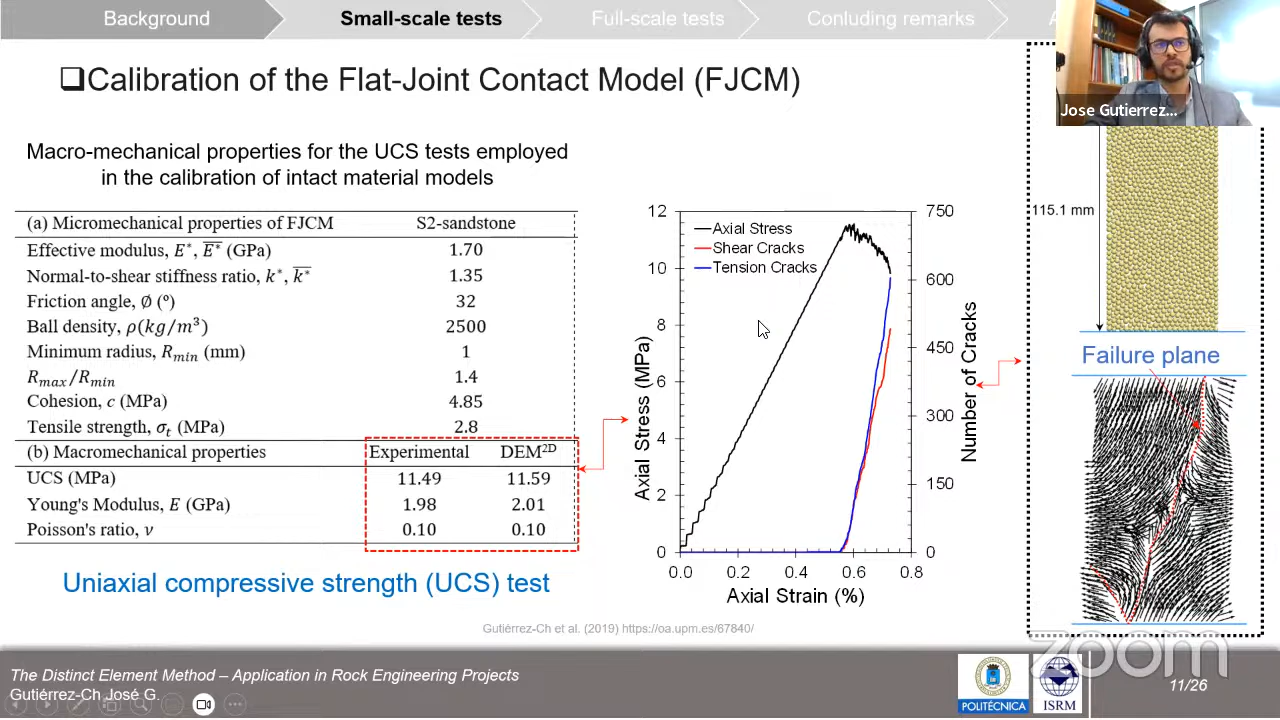 Background
Small-scale tests
Full-scale tests
Conluding remarks
A
Jose Gutierrez...
❑Calibration of the Flat-Joint Contact Model (FJCM)
Macro-mechanical properties for the UCS tests employed
in the calibration of intact material models
(a) Micromechanical properties of FJCM S2-sandstone
Effective modulus, E*, E̅* (GPa) 1.70
Normal-to-shear stiffness ratio, k*, k̅* 1.35
Friction angle, Ø (º) 32
Ball density, ρ(kg/m³) 2500
Minimum radius, Rmin (mm) 1
Rmax/Rmin 1.4
Cohesion, c (MPa) 4.85
Tensile strength, σt (MPa) 2.8
(b) Macromechanical properties Experimental DEM²ᴰ
UCS (MPa) 11.49 11.59
Young's Modulus, E (GPa) 1.98 2.01
Poisson's ratio, ν 0.10 0.10
Uniaxial compressive strength (UCS) test
Axial Stress (MPa)
12
10
8
6
4
2
0
Axial Stress
Shear Cracks
Tension Cracks
750
600
450
300
150
0
Number of Cracks
0.0 0.2 0.4 0.6 0.8
Axial Strain (%)
115.1 mm
Failure plane
Gutiérrez-Ch et al. (2019) https://oa.upm.es/67840/
zoom
The Distinct Element Method – Application in Rock Engineering Projects
Gutiérrez-Ch José G.
POLITÉCNICA
ISRM
11/26